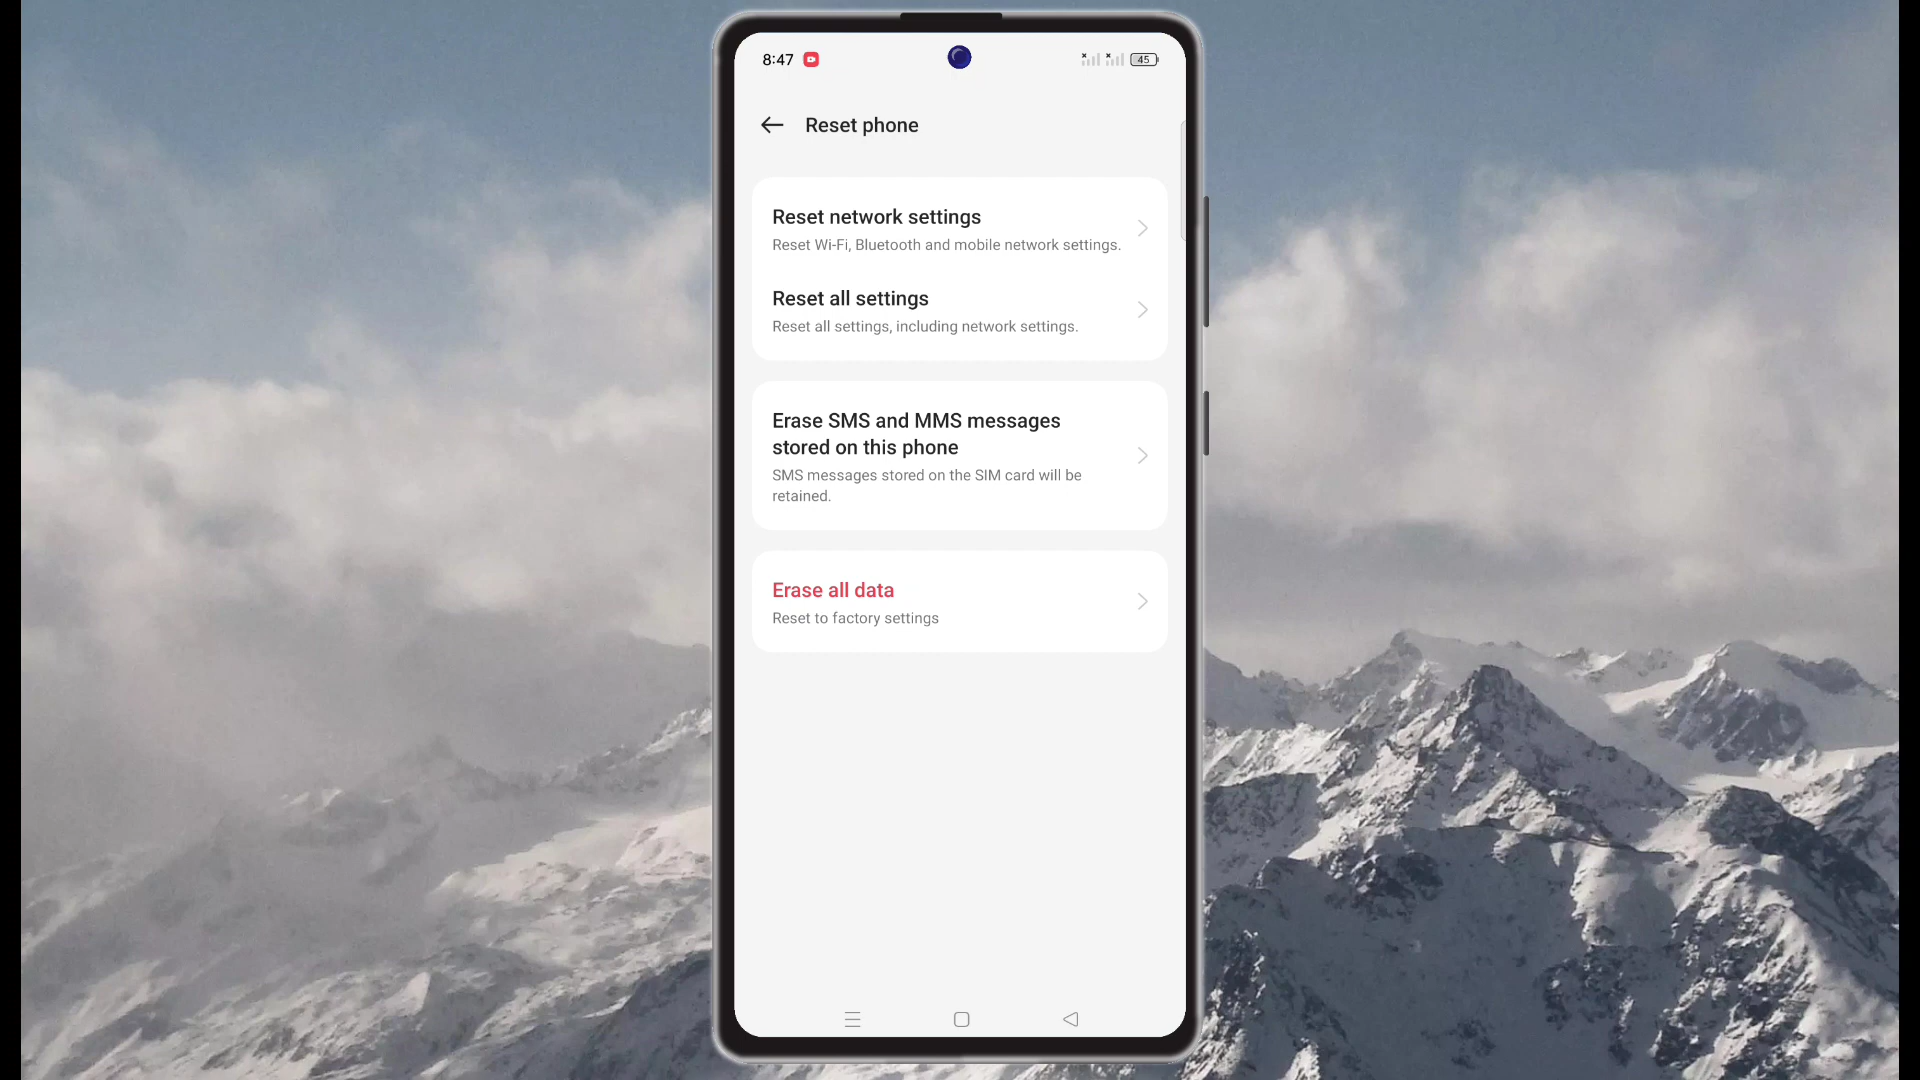 8:47
45
Reset phone
Reset network settings
Reset Wi-Fi, Bluetooth and mobile network settings.
Reset all settings
Reset all settings, including network settings.
Erase SMS and MMS messages
stored on this phone
SMS messages stored on the SIM card will be
retained.
Erase all data
Reset to factory settings